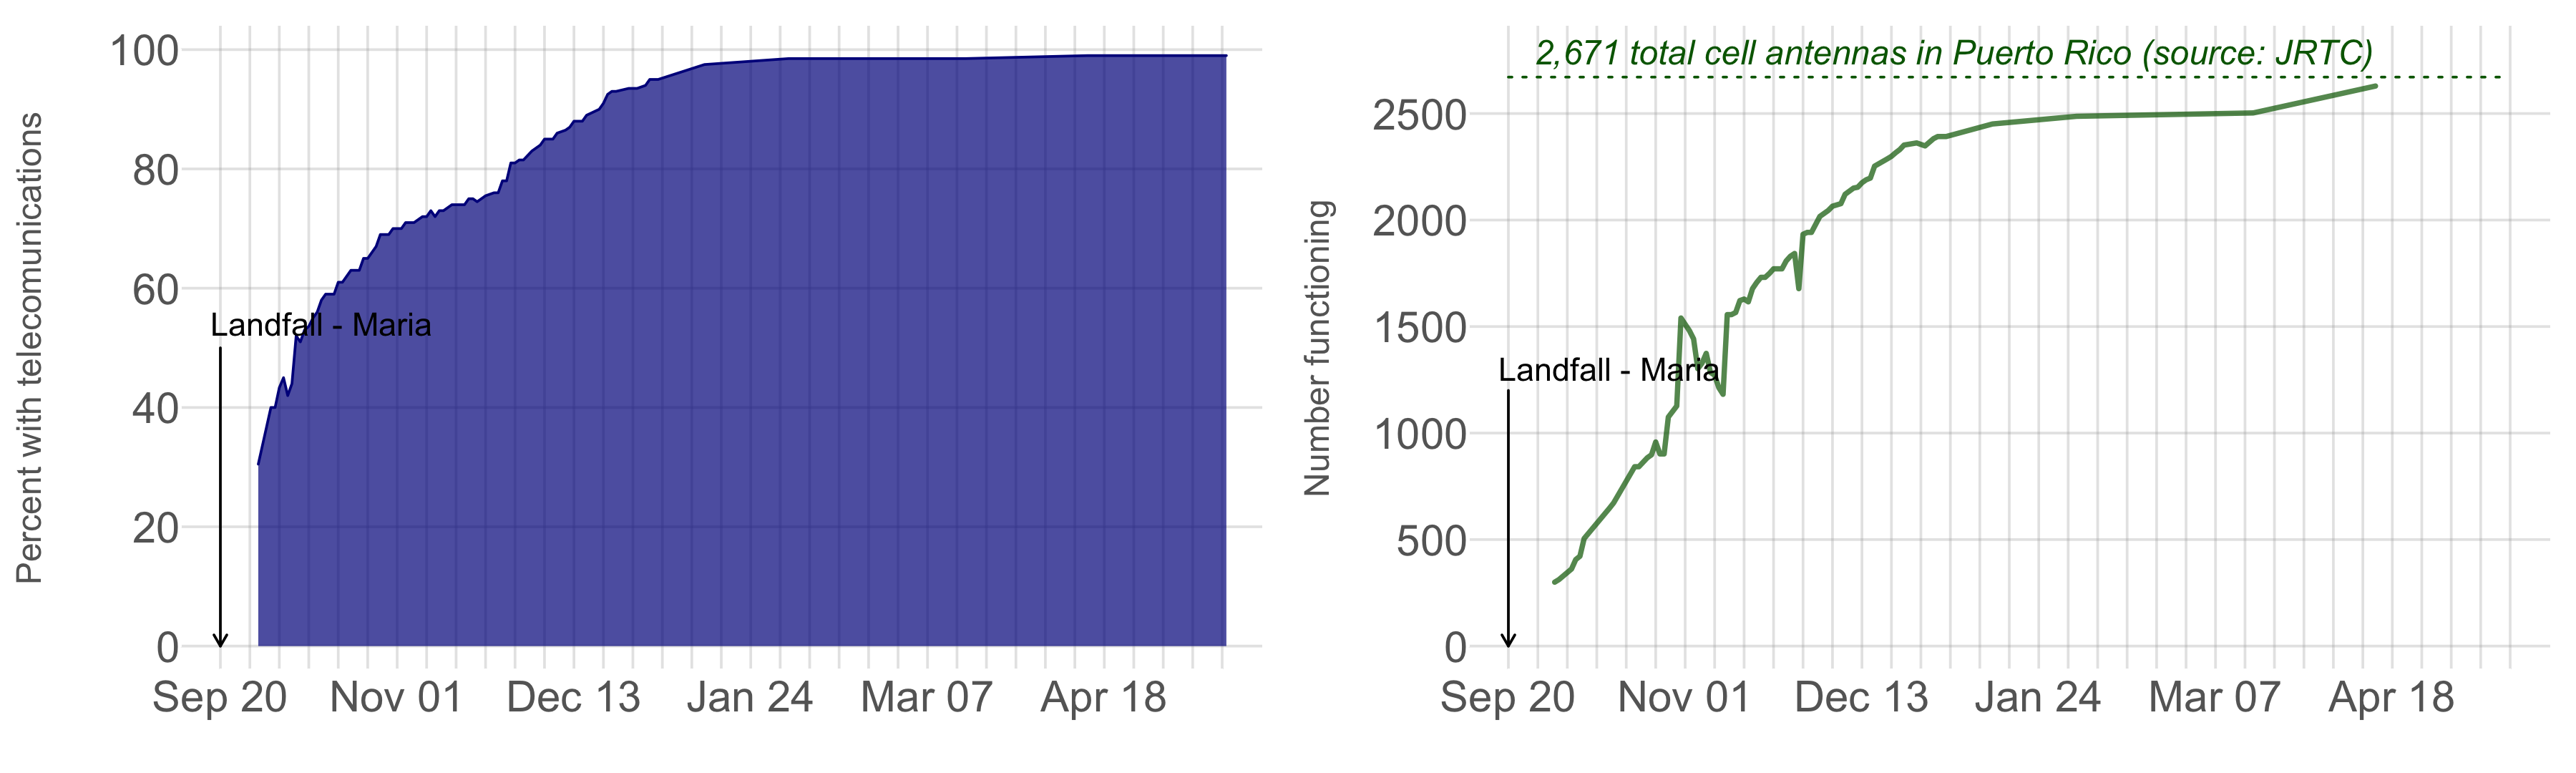 Percent with telecomunications
100
80
60
40
20
0
Landfall - Maria
Sep 20 Nov 01 Dec 13 Jan 24 Mar 07 Apr 18
Number functioning
2,671 total cell antennas in Puerto Rico (source: JRTC)
2500
2000
1500
1000
500
0
Landfall - Maria
Sep 20 Nov 01 Dec 13 Jan 24 Mar 07 Apr 18